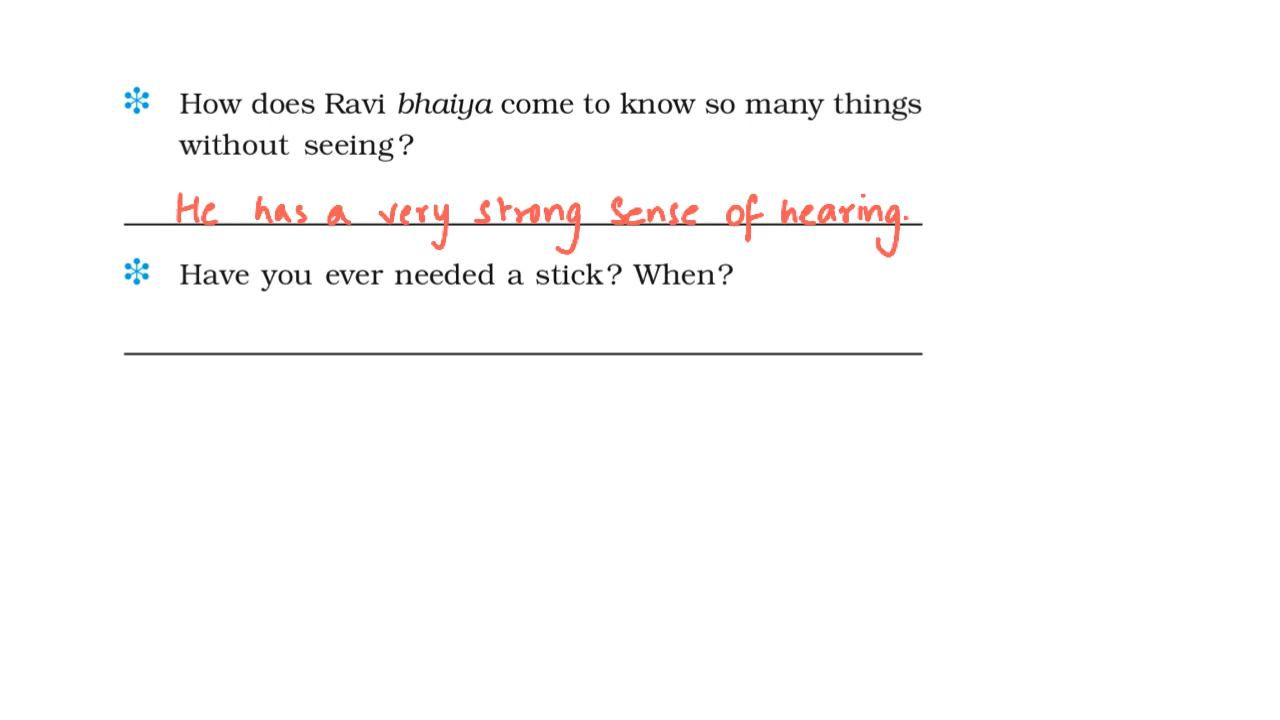 How does Ravi bhaiya come to know so many things
without seeing?
He has a very strong sense of hearing.
Have you ever needed a stick? When?